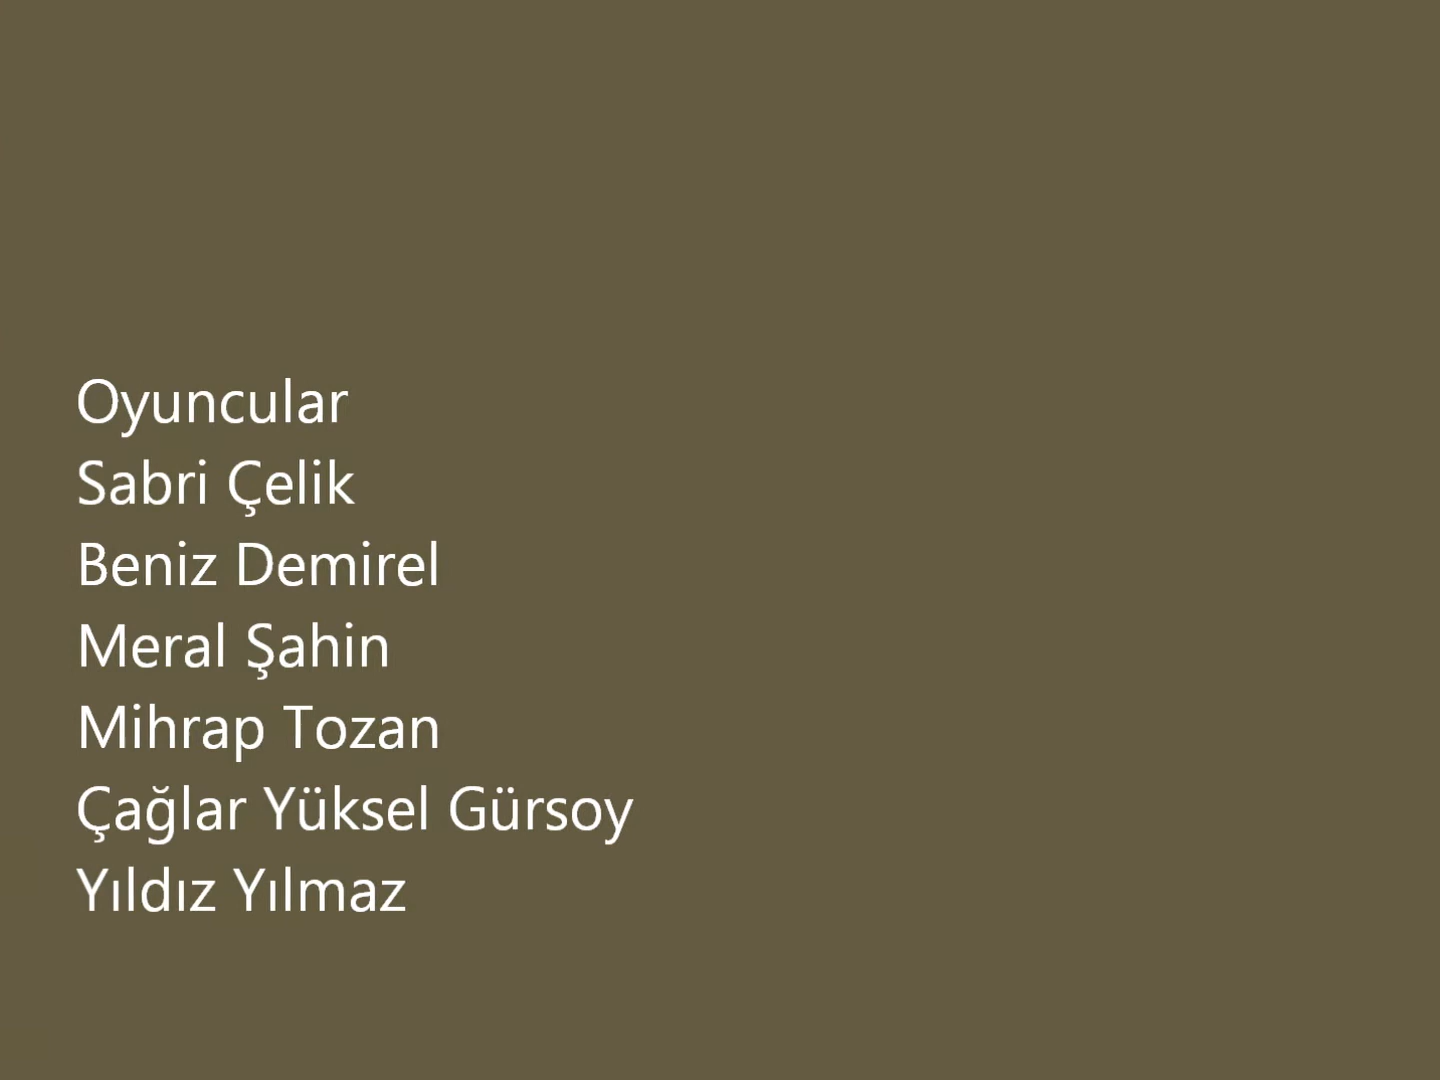 Oyuncular
Sabri Çelik
Beniz Demirel
Meral Şahin
Mihrap Tozan
Çağlar Yüksel Gürsoy
Yıldız Yılmaz